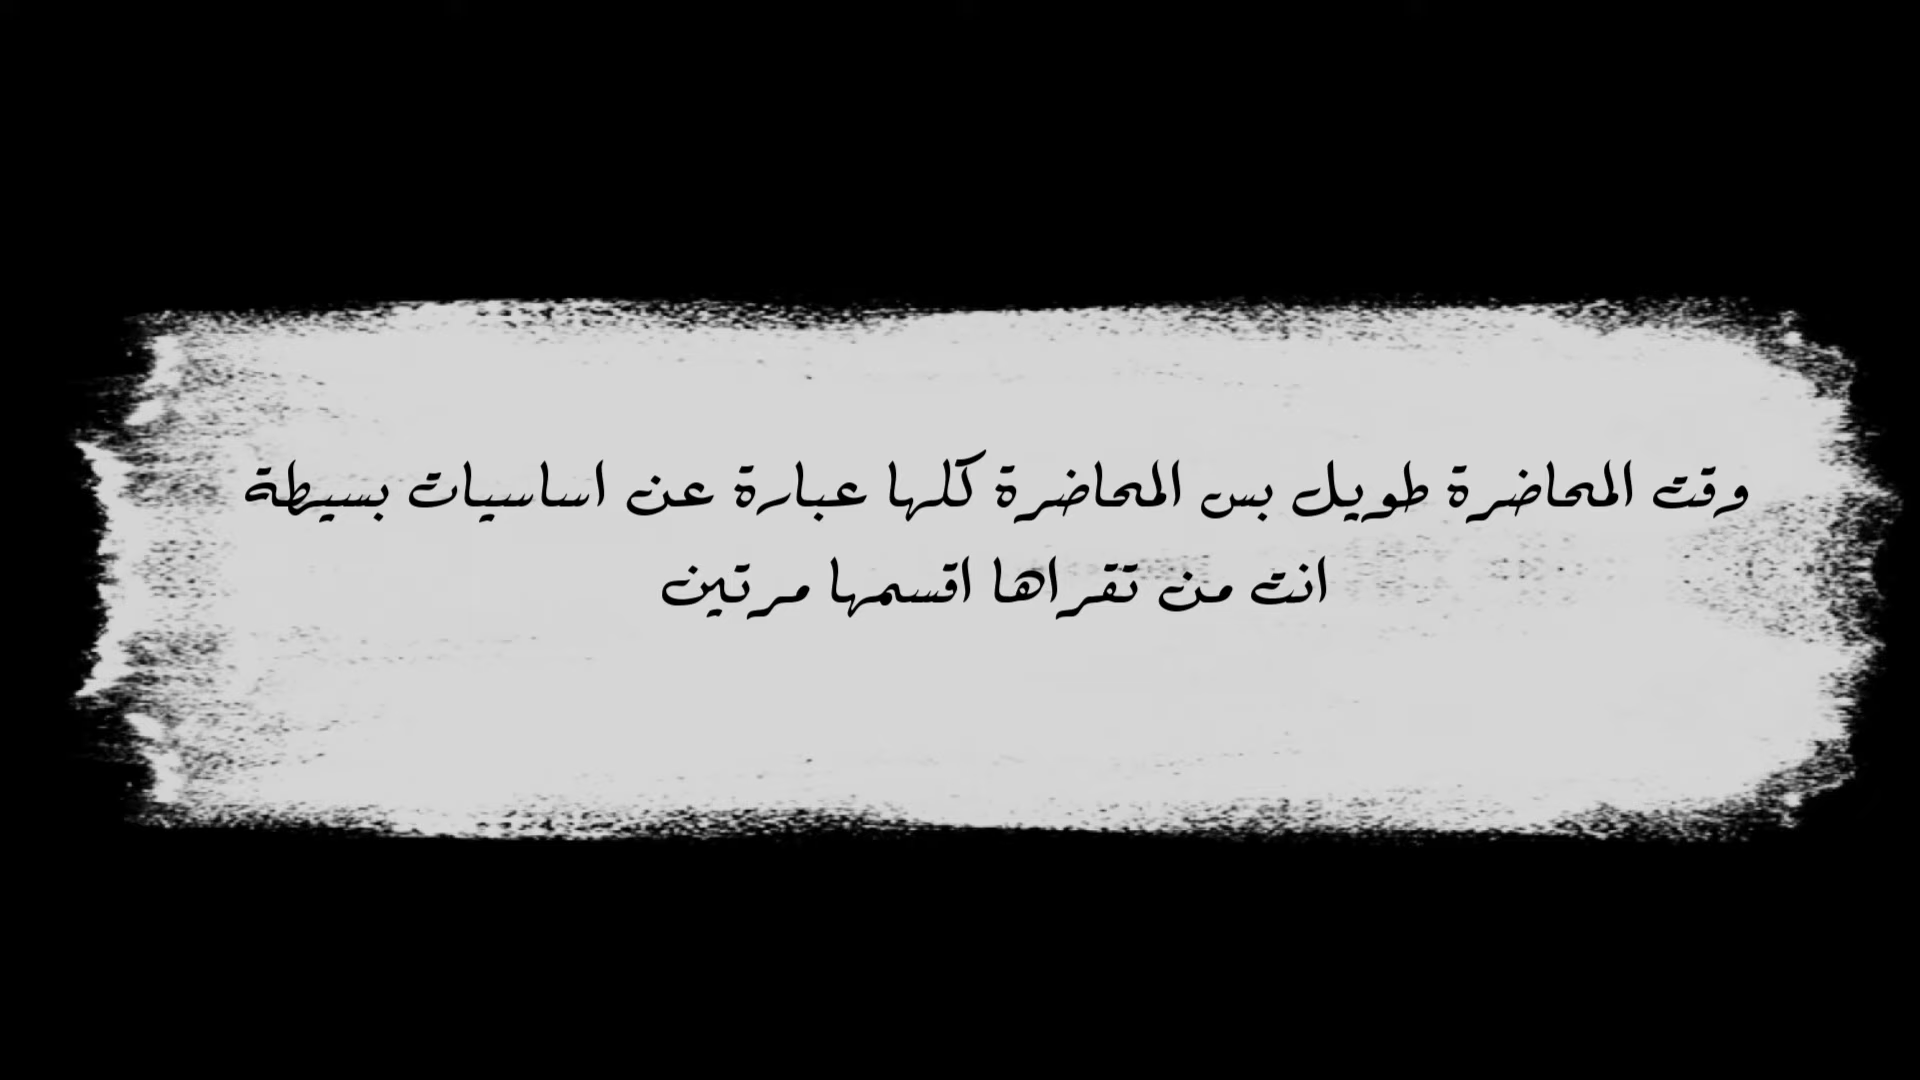 وقت المحاضرة طويل بس المحاضرة كلها عبارة عن اساسيات بسيطة
انت من تقراها اقسمها مرتين